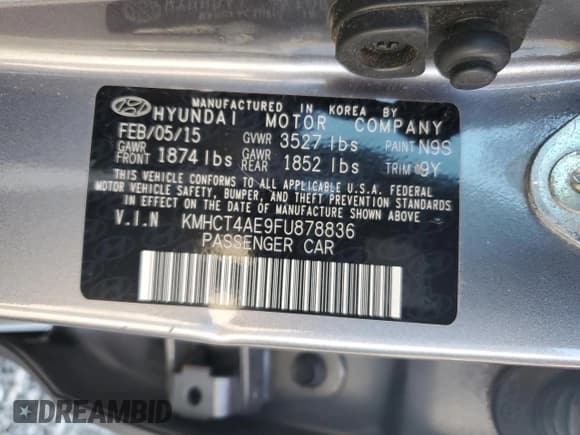 MANUFACTURED IN KOREA BY
HYUNDAI MOTOR COMPANY
FEB/05/15 GVWR 3527 lbs PAINT N9S
GAWR FRONT 1874 lbs GAWR REAR 1852 lbs TRIM 9Y
THIS VEHICLE CONFORMS TO ALL APPLICABLE U.S.A. FEDERAL
MOTOR VEHICLE SAFETY, BUMPER, AND THEFT PREVENTION STANDARDS
IN EFFECT ON THE DATE OF MANUFACTURE SHOWN ABOVE.
V.I.N KMHCT4AE9FU878836
PASSENGER CAR
DREAMBID